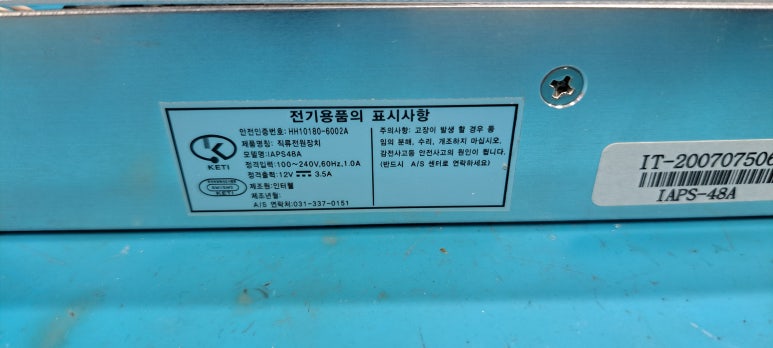 전기용품의 표시사항
안전인증번호: HH10180-6002A
제품명칭: 직류전원장치
모델명:IAPS48A
정격입력:100~240V,60Hz,1.0A
정격출력:12V 3.5A
제조원:인터웰
제조년월:
A/S 연락처:031-337-0151
KETI
KETI
주의사항: 고장이 발생 할 경우 등
임의 분해, 수리, 개조하지 마십시오.
감전사고등 안전사고의 원인이 됩니다.
(반드시 A/S 센터로 연락하세요)
IT-200707506
IAPS-48A